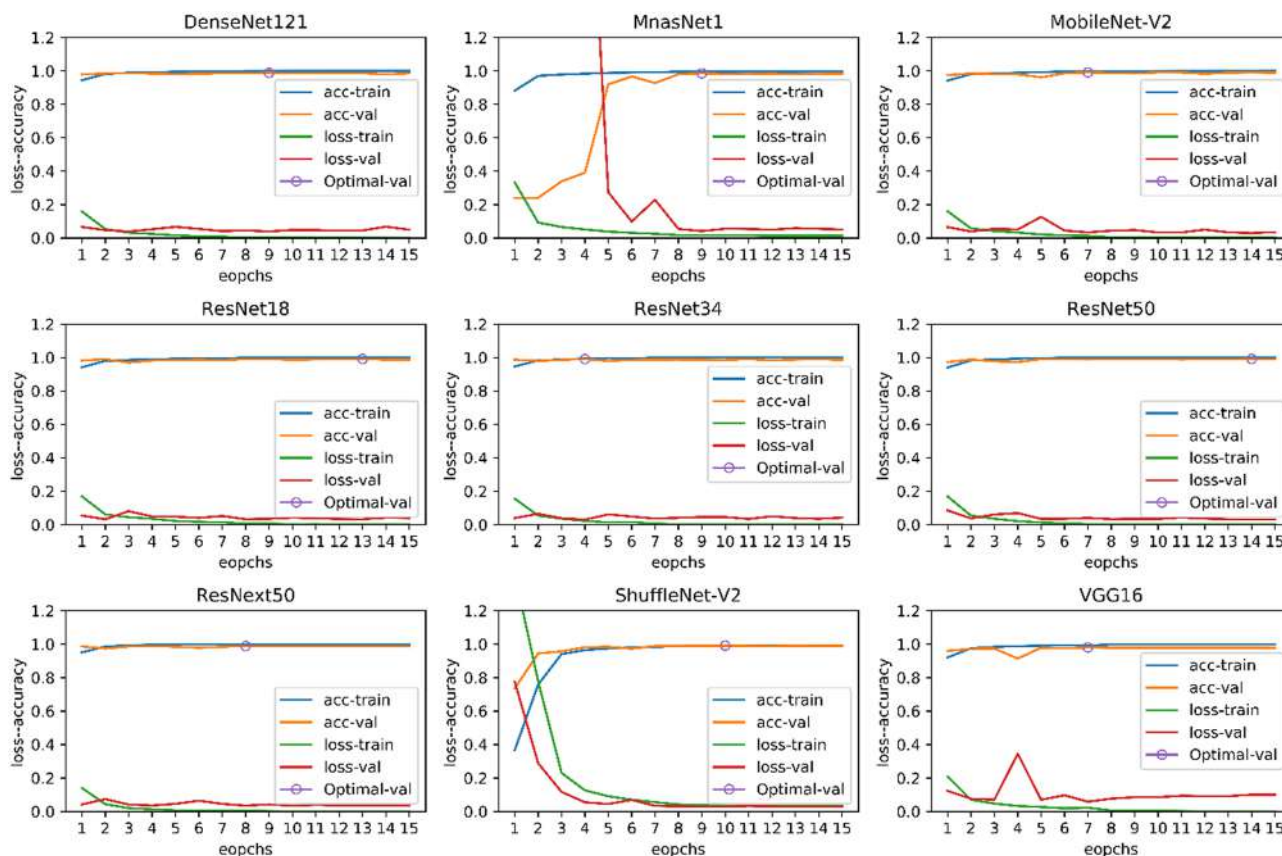 DenseNet121
MnasNet1
MobileNet-V2
loss--accuracy
1.2
1.0
0.8
0.6
0.4
0.2
0.0
acc-train
acc-val
loss-train
loss-val
Optimal-val
1 2 3 4 5 6 7 8 9 10 11 12 13 14 15
eopchs
loss--accuracy
1.2
1.0
0.8
0.6
0.4
0.2
0.0
acc-train
acc-val
loss-train
loss-val
Optimal-val
1 2 3 4 5 6 7 8 9 10 11 12 13 14 15
eopchs
loss--accuracy
1.2
1.0
0.8
0.6
0.4
0.2
0.0
acc-train
acc-val
loss-train
loss-val
Optimal-val
1 2 3 4 5 6 7 8 9 10 11 12 13 14 15
eopchs
ResNet18
ResNet34
ResNet50
loss--accuracy
1.2
1.0
0.8
0.6
0.4
0.2
0.0
acc-train
acc-val
loss-train
loss-val
Optimal-val
1 2 3 4 5 6 7 8 9 10 11 12 13 14 15
eopchs
loss--accuracy
1.2
1.0
0.8
0.6
0.4
0.2
0.0
acc-train
acc-val
loss-train
loss-val
Optimal-val
1 2 3 4 5 6 7 8 9 10 11 12 13 14 15
eopchs
loss--accuracy
1.2
1.0
0.8
0.6
0.4
0.2
0.0
acc-train
acc-val
loss-train
loss-val
Optimal-val
1 2 3 4 5 6 7 8 9 10 11 12 13 14 15
eopchs
ResNext50
ShuffleNet-V2
VGG16
loss--accuracy
1.2
1.0
0.8
0.6
0.4
0.2
0.0
acc-train
acc-val
loss-train
loss-val
Optimal-val
1 2 3 4 5 6 7 8 9 10 11 12 13 14 15
eopchs
loss--accuracy
1.2
1.0
0.8
0.6
0.4
0.2
0.0
acc-train
acc-val
loss-train
loss-val
Optimal-val
1 2 3 4 5 6 7 8 9 10 11 12 13 14 15
eopchs
loss--accuracy
1.2
1.0
0.8
0.6
0.4
0.2
0.0
acc-train
acc-val
loss-train
loss-val
Optimal-val
1 2 3 4 5 6 7 8 9 10 11 12 13 14 15
eopchs